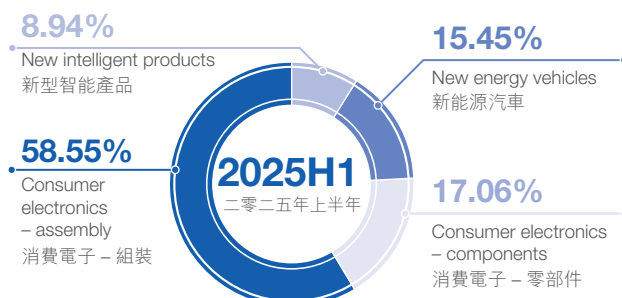 8.94%
New intelligent products
新型智能產品
15.45%
New energy vehicles
新能源汽車
58.55%
Consumer
electronics
– assembly
消費電子 – 組裝
2025H1
二零二五年上半年
17.06%
Consumer electronics
– components
消費電子 – 零部件